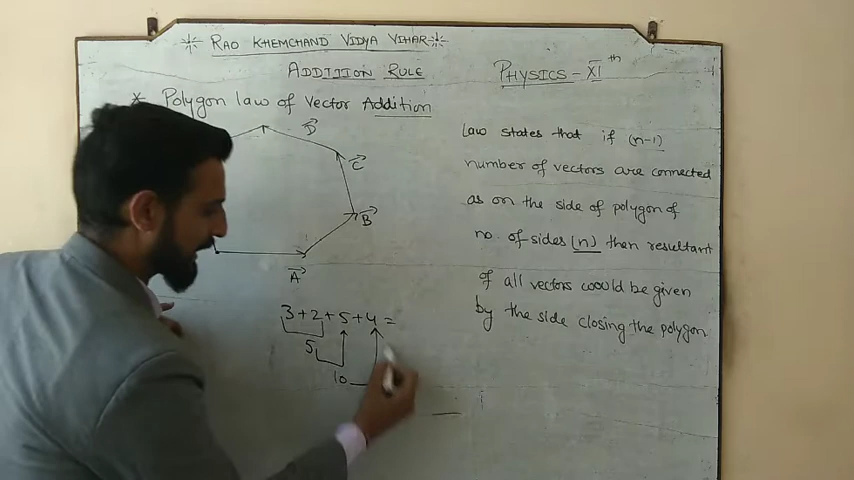 RAO KHEMCHAND VIDYA VIHAR
ADDITION RULE
PHYSICS - XI th
* Polygon law of Vector Addition
D
C
B
A
3+2+5+4=
5
10
Law states that if (n-1)
number of vectors are connected
as on the side of polygon of
no. of sides (n) then resultant
of all vectors would be given
by the side closing the polygon